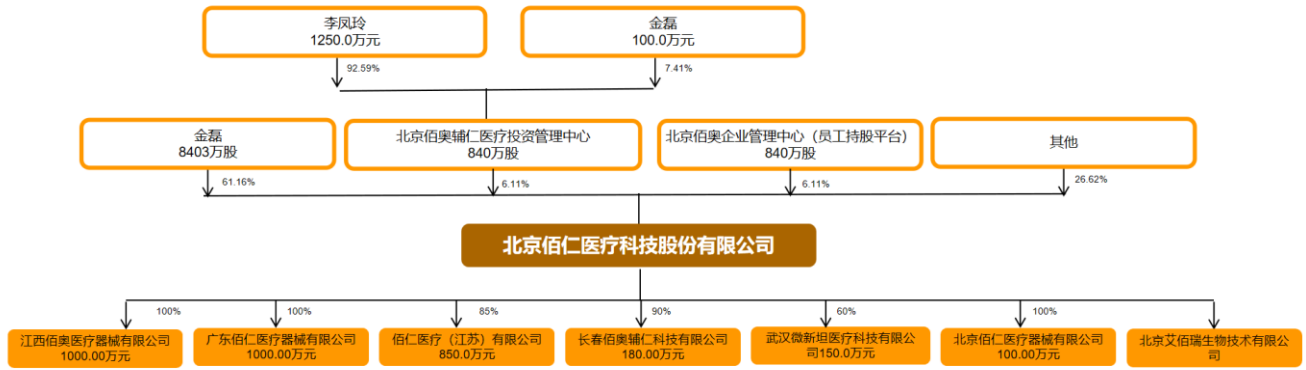 李凤玲
1250.0万元
金磊
100.0万元
92.59%
7.41%
金磊
8403万股
北京佰奥辅仁医疗投资管理中心
840万股
北京佰奥企业管理中心（员工持股平台）
840万股
其他
61.16%
6.11%
6.11%
26.62%
北京佰仁医疗科技股份有限公司
100%
100%
85%
90%
60%
100%
江西佰奥医疗器械有限公司
1000.00万元
广东佰仁医疗器械有限公司
1000.00万元
佰仁医疗（江苏）有限公司
850.0万元
长春佰奥辅仁科技有限公司
180.00万元
武汉微新坦医疗科技有限公
司150.0万元
北京佰仁医疗器械有限公司
100.00万元
北京艾佰瑞生物技术有限公
司